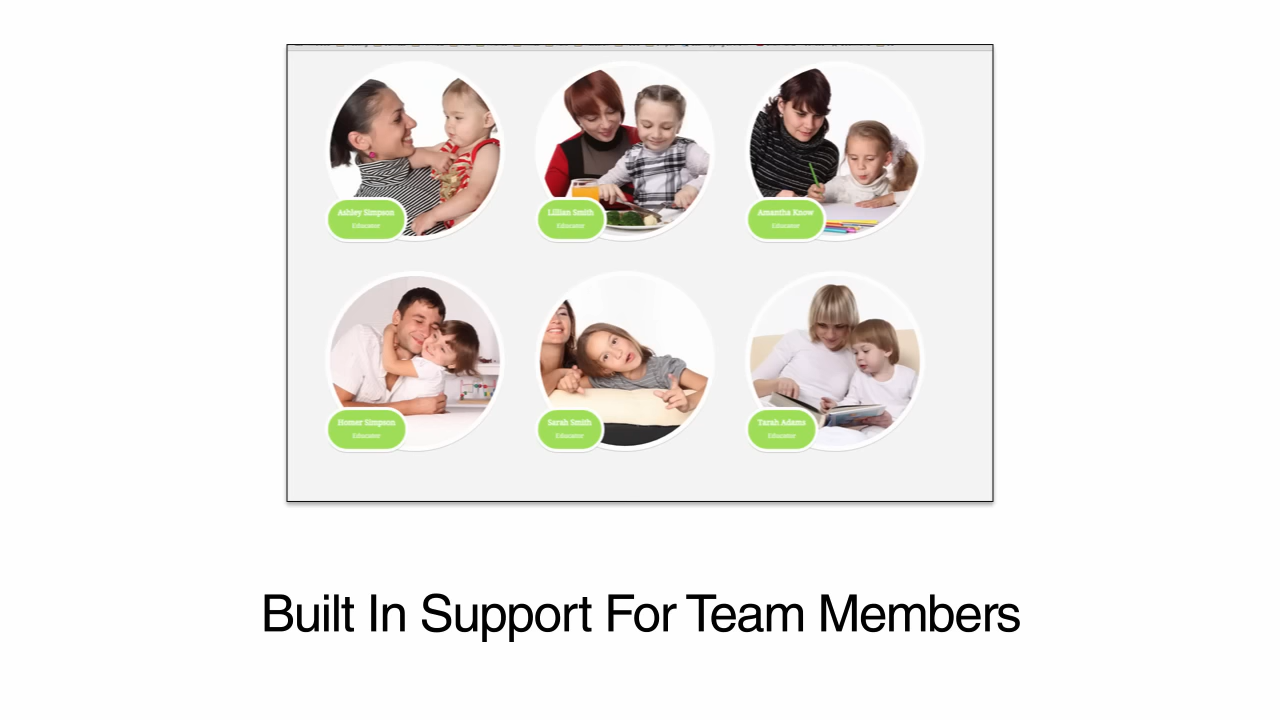 Ashley Simpson
Educator
Lillian Smith
Educator
Amantha Know
Educator
Homer Simpson
Educator
Sarah Smith
Educator
Tarah Adams
Educator
Built In Support For Team Members